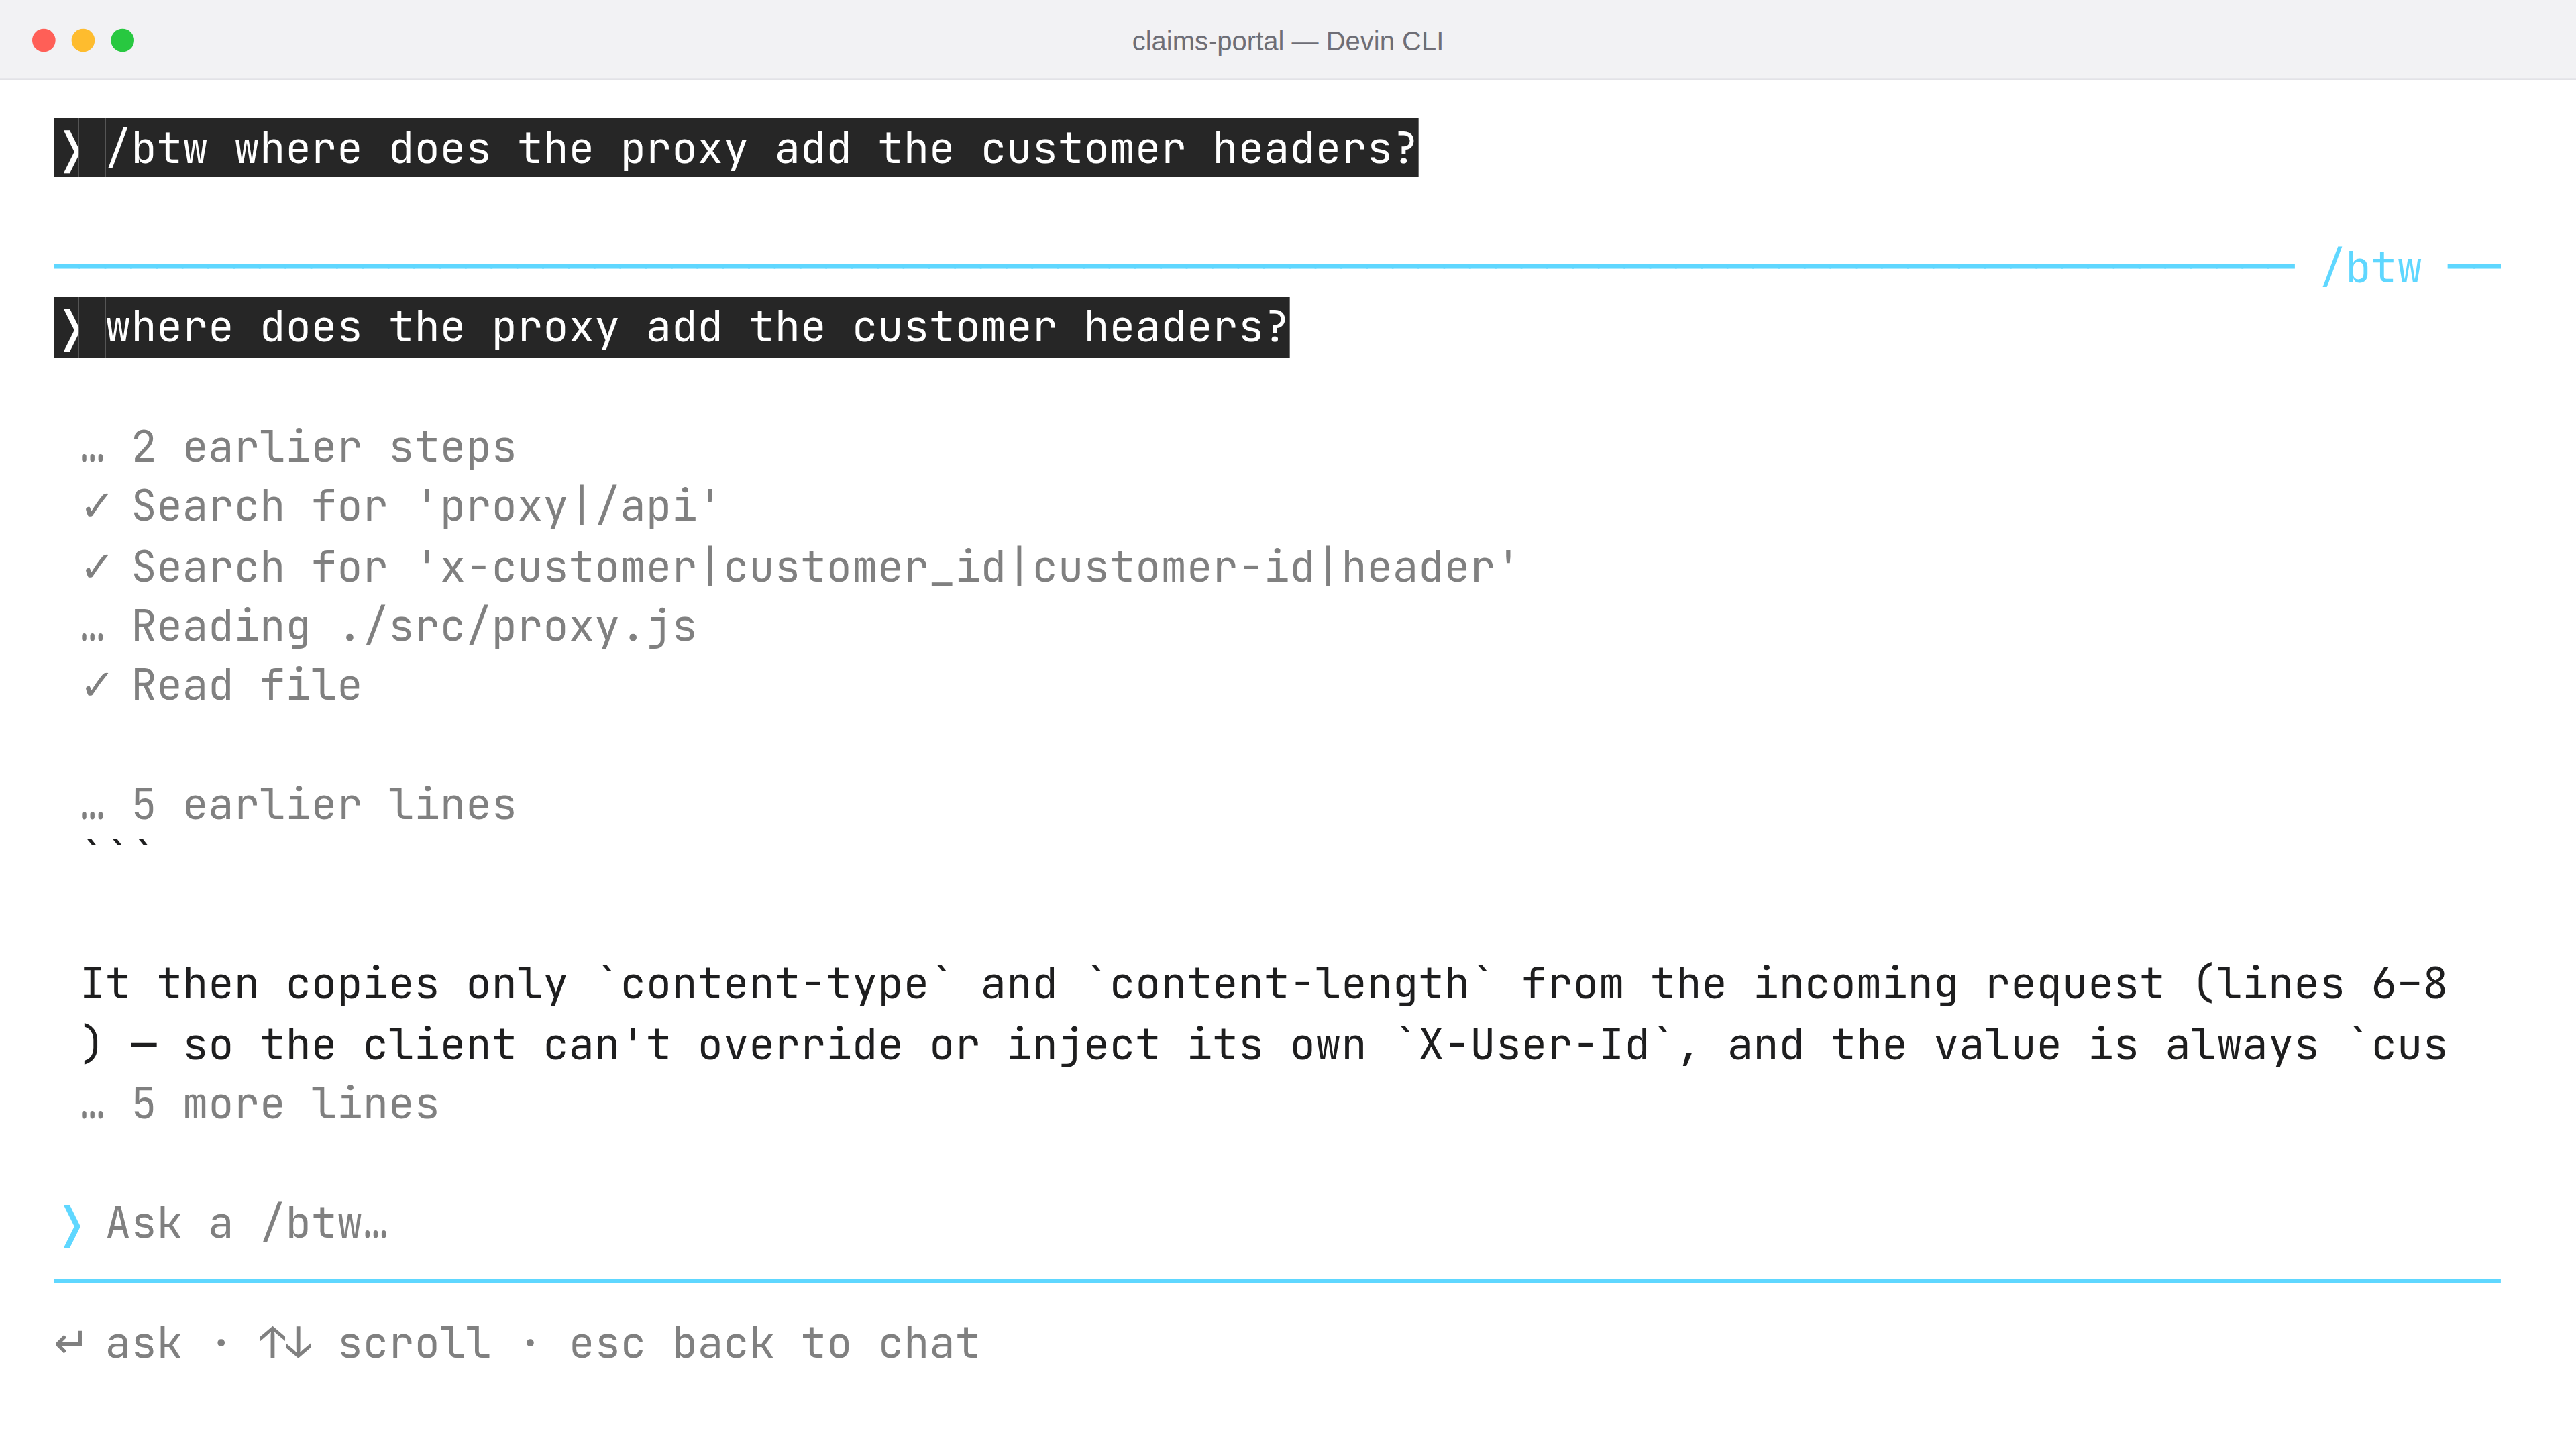 claims-portal — Devin CLI
❯ /btw where does the proxy add the customer headers?
/btw
❯ where does the proxy add the customer headers?
… 2 earlier steps
✓ Search for 'proxy|/api'
✓ Search for 'x-customer|customer_id|customer-id|header'
… Reading ./src/proxy.js
✓ Read file
… 5 earlier lines
```
It then copies only `content-type` and `content-length` from the incoming request (lines 6–8
) — so the client can't override or inject its own `X-User-Id`, and the value is always `cus
… 5 more lines
❯ Ask a /btw…
↵ ask · ↑↓ scroll · esc back to chat